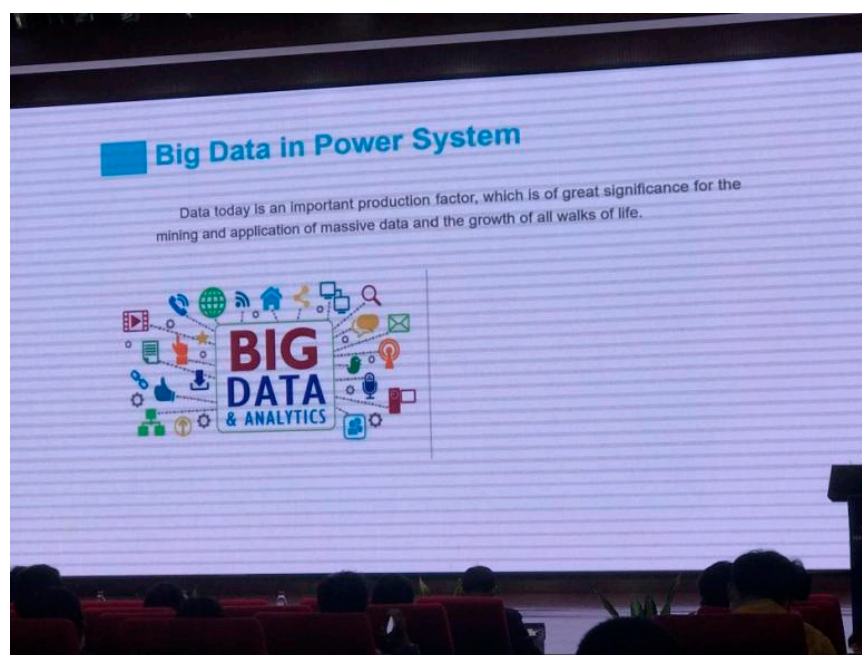 Big Data in Power System
Data today is an important production factor, which is of great significance for the
mining and application of massive data and the growth of all walks of life.
BIG
DATA
& ANALYTICS